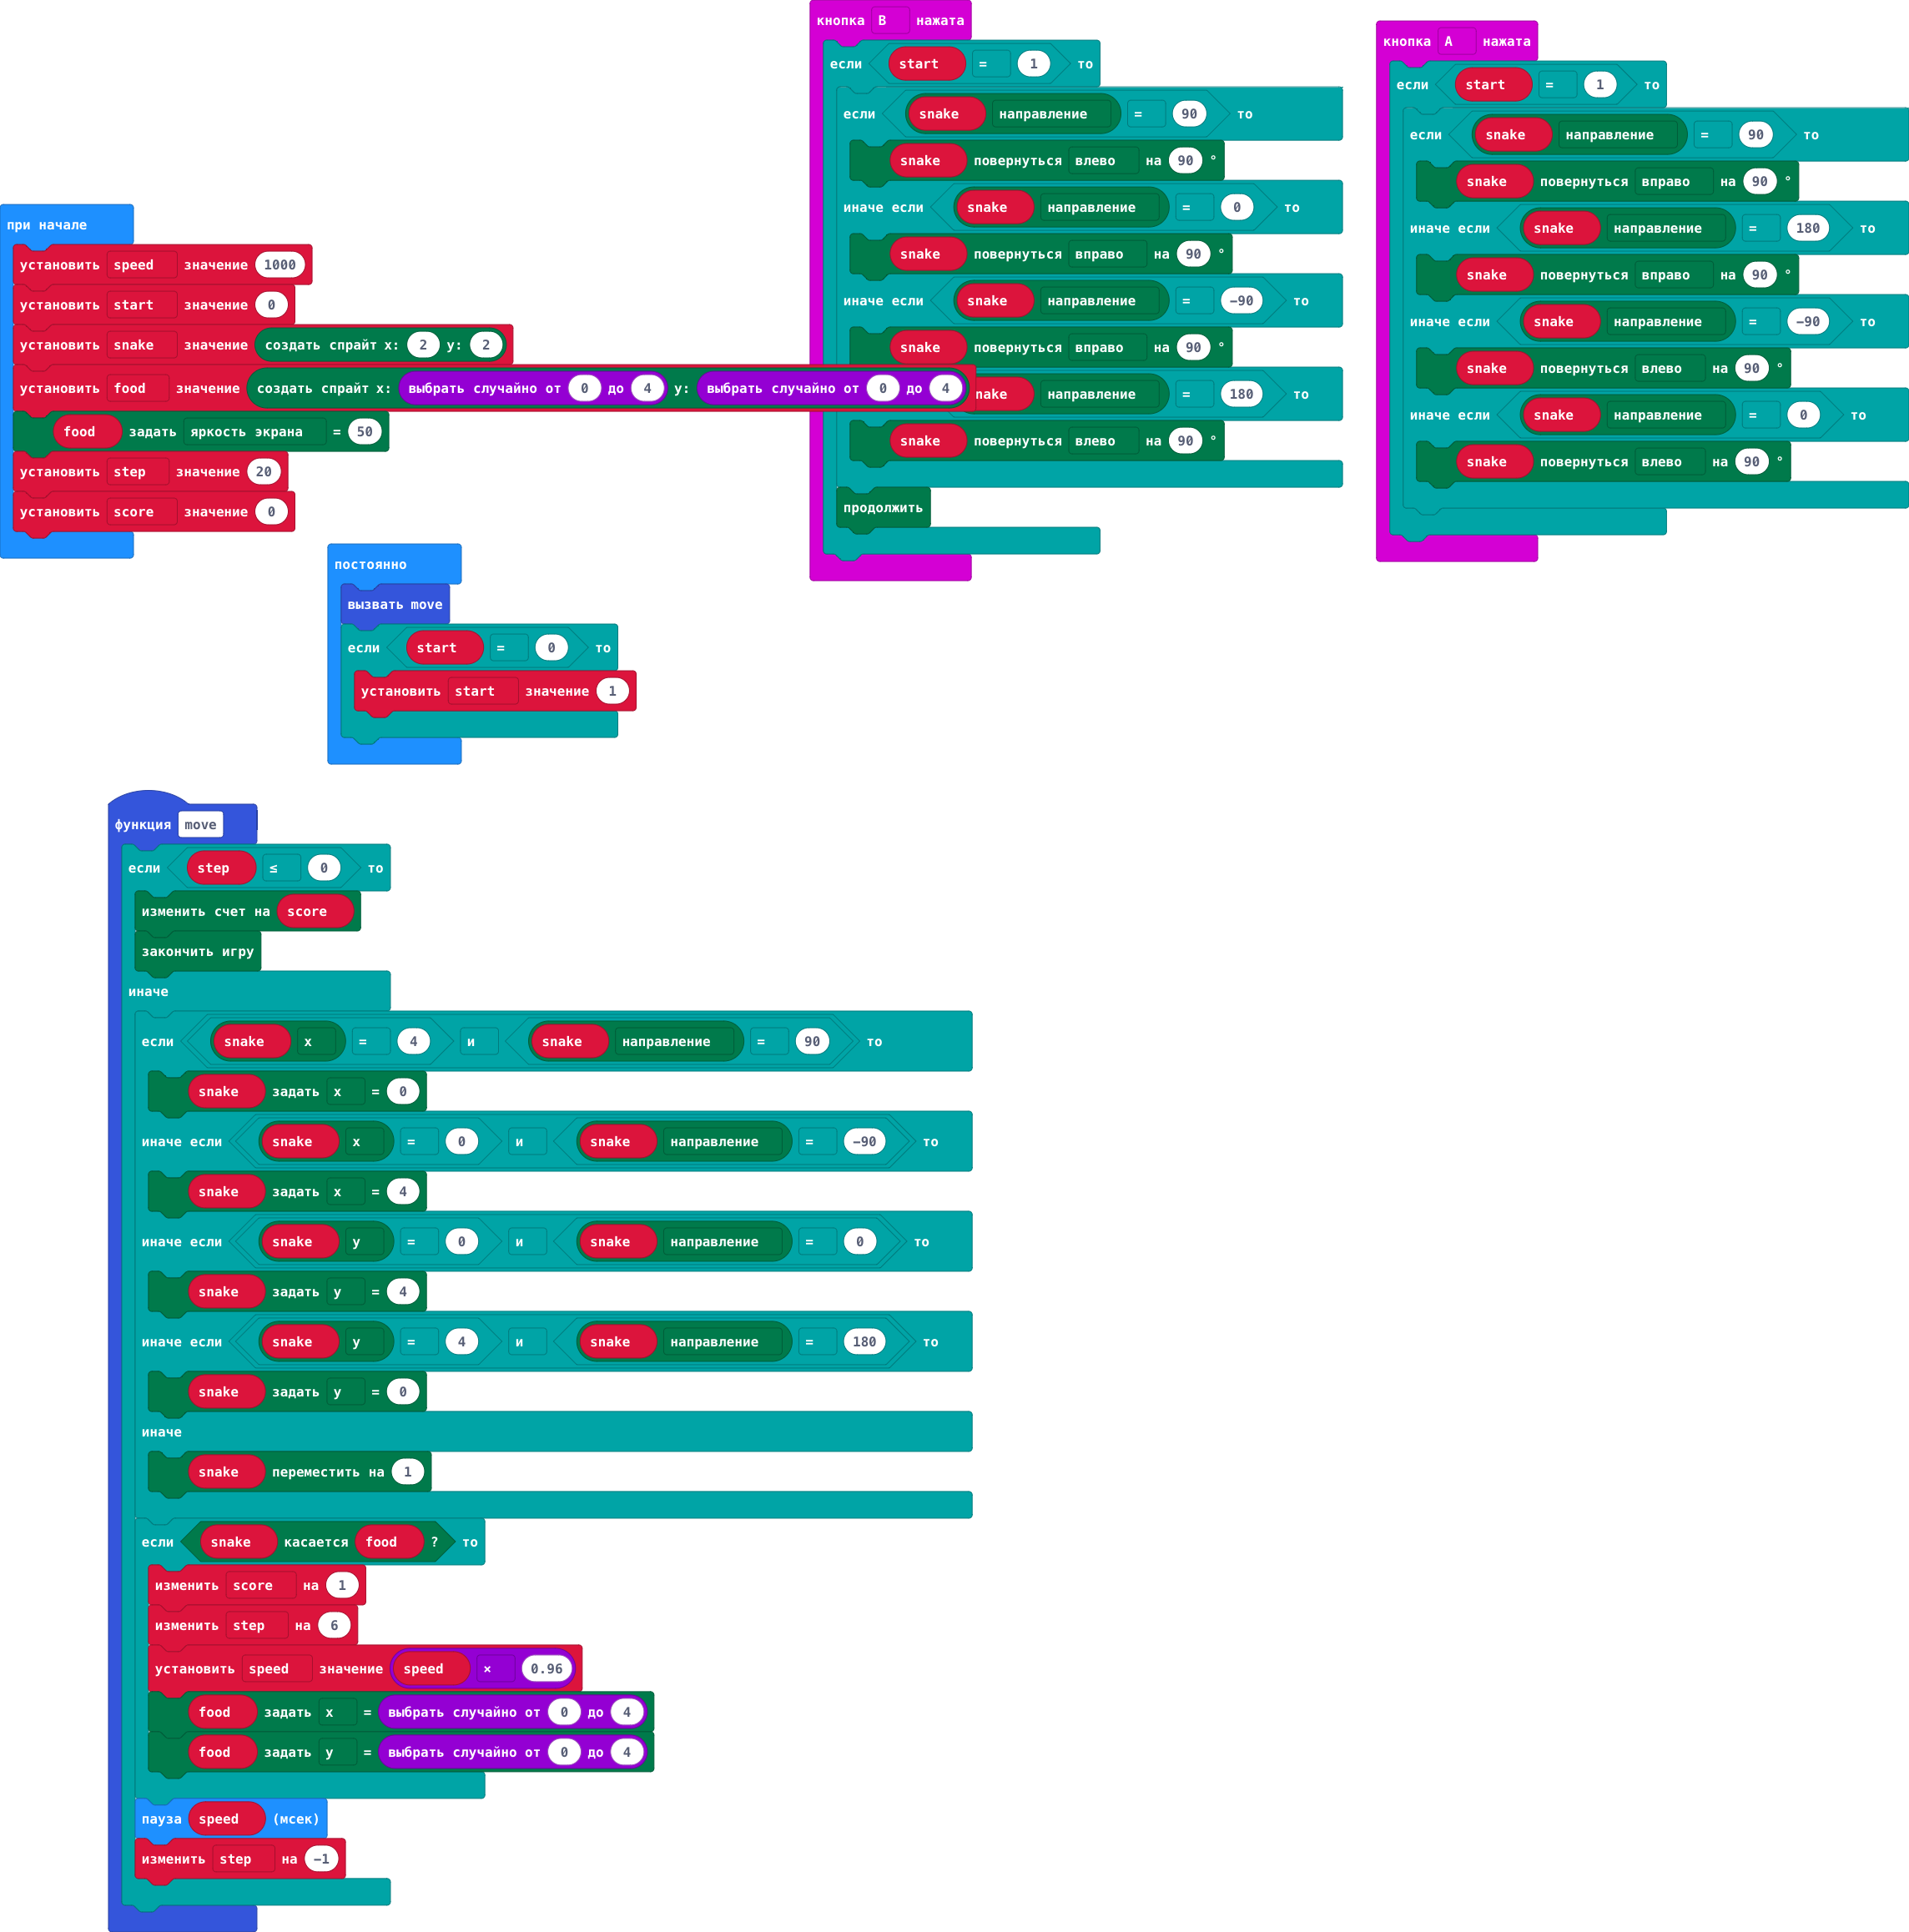 при начале
установить speed значение 1000
установить start значение 0
установить snake значение создать спрайт x: 2 y: 2
установить food значение создать спрайт x: выбрать случайно от 0 до 4 y: выбрать случайно от 0 до 4
food задать яркость экрана = 50
установить step значение 20
установить score значение 0
кнопка B нажата
если start = 1 то
если snake направление = 90 то
snake повернуться влево на 90 °
иначе если snake направление = 0 то
snake повернуться вправо на 90 °
иначе если snake направление = -90 то
snake повернуться вправо на 90 °
nake направление = 180 то
snake повернуться влево на 90 °
продолжить
кнопка A нажата
если start = 1 то
если snake направление = 90 то
snake повернуться вправо на 90 °
иначе если snake направление = 180 то
snake повернуться вправо на 90 °
иначе если snake направление = -90 то
snake повернуться влево на 90 °
иначе если snake направление = 0 то
snake повернуться влево на 90 °
постоянно
вызвать move
если start = 0 то
установить start значение 1
функция move
если step ≤ 0 то
изменить счет на score
закончить игру
иначе
если snake x = 4 и snake направление = 90 то
snake задать x = 0
иначе если snake x = 0 и snake направление = -90 то
snake задать x = 4
иначе если snake y = 0 и snake направление = 0 то
snake задать y = 4
иначе если snake y = 4 и snake направление = 180 то
snake задать y = 0
иначе
snake переместить на 1
если snake касается food ? то
изменить score на 1
изменить step на 6
установить speed значение speed × 0.96
food задать x = выбрать случайно от 0 до 4
food задать y = выбрать случайно от 0 до 4
пауза speed (мсек)
изменить step на -1